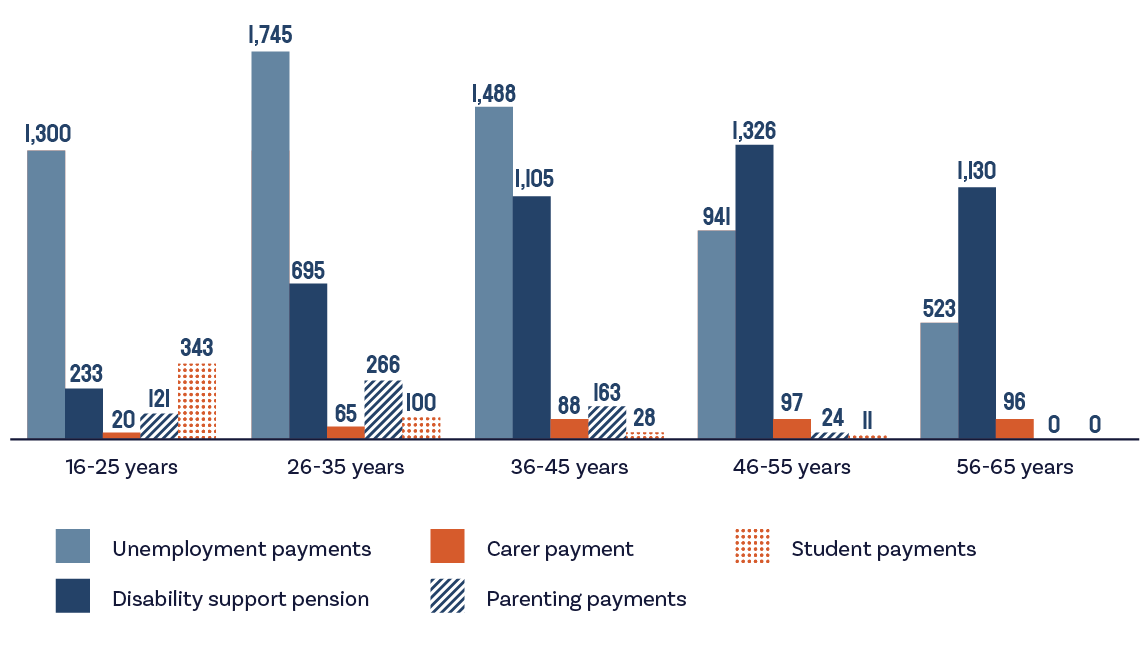 1,745
1,488
1,300
1,326
1,105
1,130
941
695
523
343
266
233
121
100
163
20
65
88
28
97
24
11
96
0
0
16-25 years
26-35 years
36-45 years
46-55 years
56-65 years
Unemployment payments
Carer payment
Student payments
Disability support pension
Parenting payments